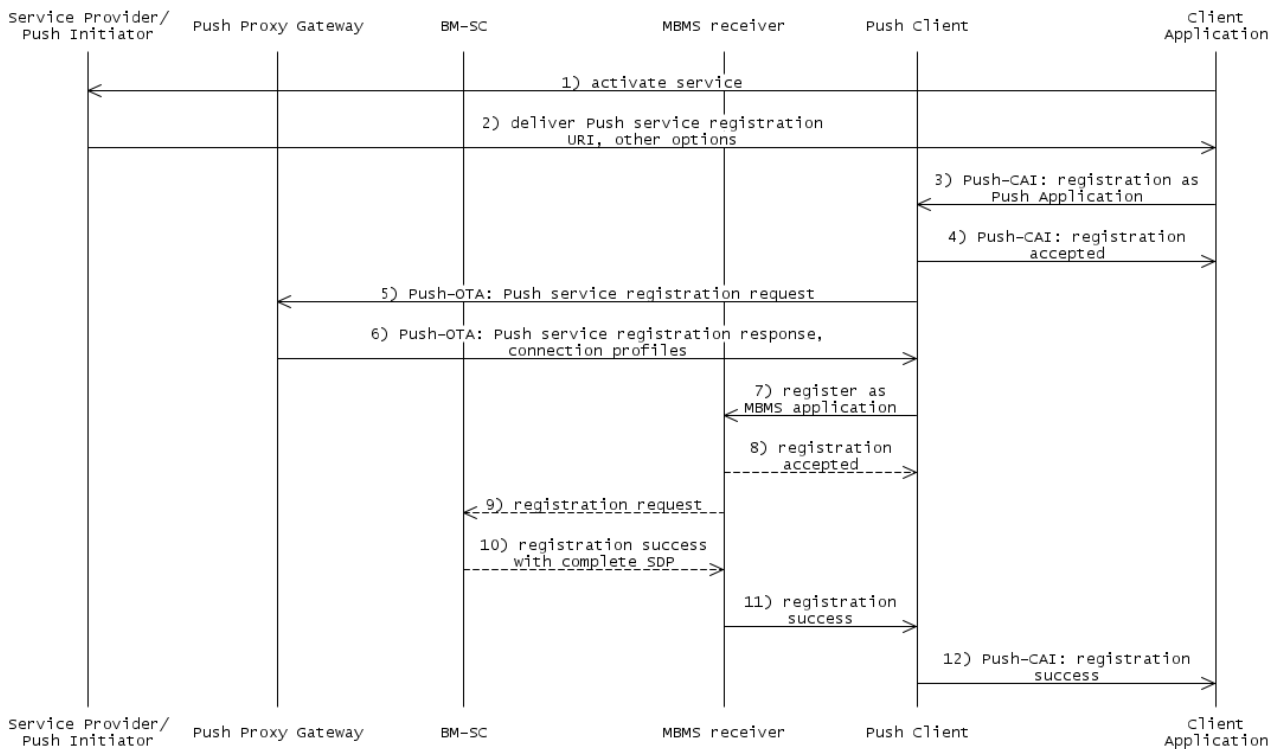 Service Provider/
Push Initiator
Push Proxy Gateway
BM-SC
MBMS receiver
Push Client
Client
Application
1) activate service
2) deliver Push service registration
URI, other options
3) Push-CAI: registration as
Push Application
4) Push-CAI: registration
accepted
5) Push-OTA: Push service registration request
6) Push-OTA: Push service registration response,
connection profiles
7) register as
MBMS application
8) registration
accepted
9) registration request
10) registration success
with complete SDP
11) registration
success
12) Push-CAI: registration
success
Service Provider/
Push Initiator
Push Proxy Gateway
BM-SC
MBMS receiver
Push Client
Client
Application